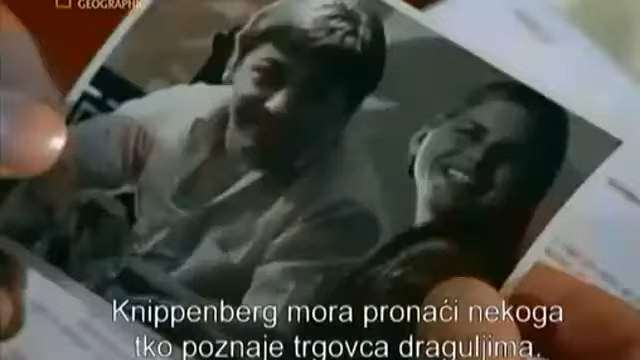 GEOGRAPHIC
Knippenberg mora pronaći nekoga
tko poznaje trgovca draguljima.